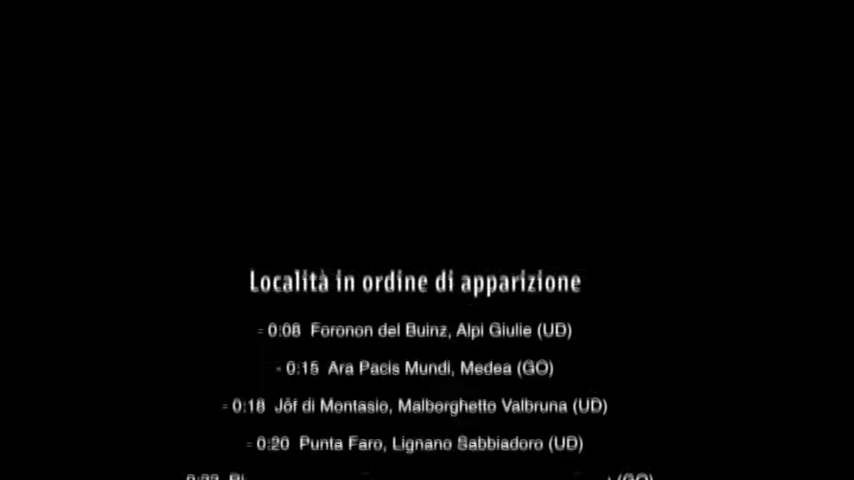 Località in ordine di apparizione
- 0:08 Foronon del Buinz, Alpi Giulie (UD)
- 0:15 Ara Pacis Mundi, Medea (GO)
- 0:18 Jôf di Montasio, Malborghetto Valbruna (UD)
- 0:20 Punta Faro, Lignano Sabbiadoro (UD)
(GO)